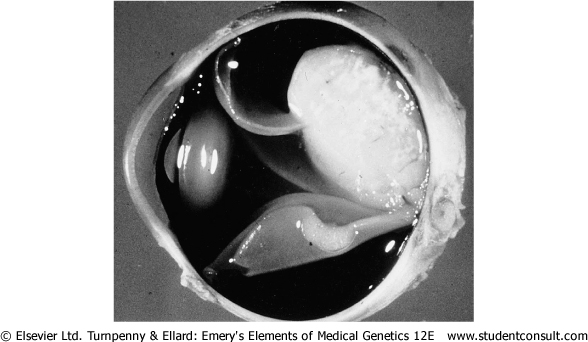 © Elsevier Ltd. Turnpenny & Ellard: Emery's Elements of Medical Genetics 12E www.studentconsult.com